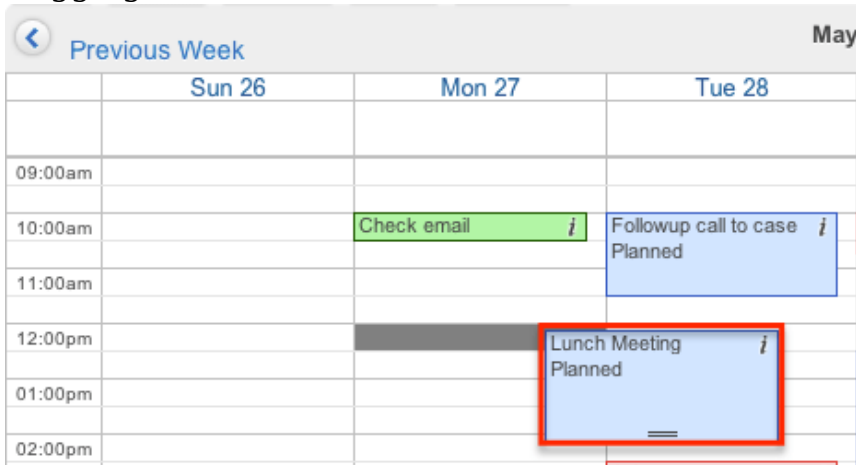 Previous Week
May
Sun 26 Mon 27 Tue 28
09:00am
10:00am Check email i Followup call to case i
Planned
11:00am
12:00pm Lunch Meeting i
Planned
01:00pm
02:00pm